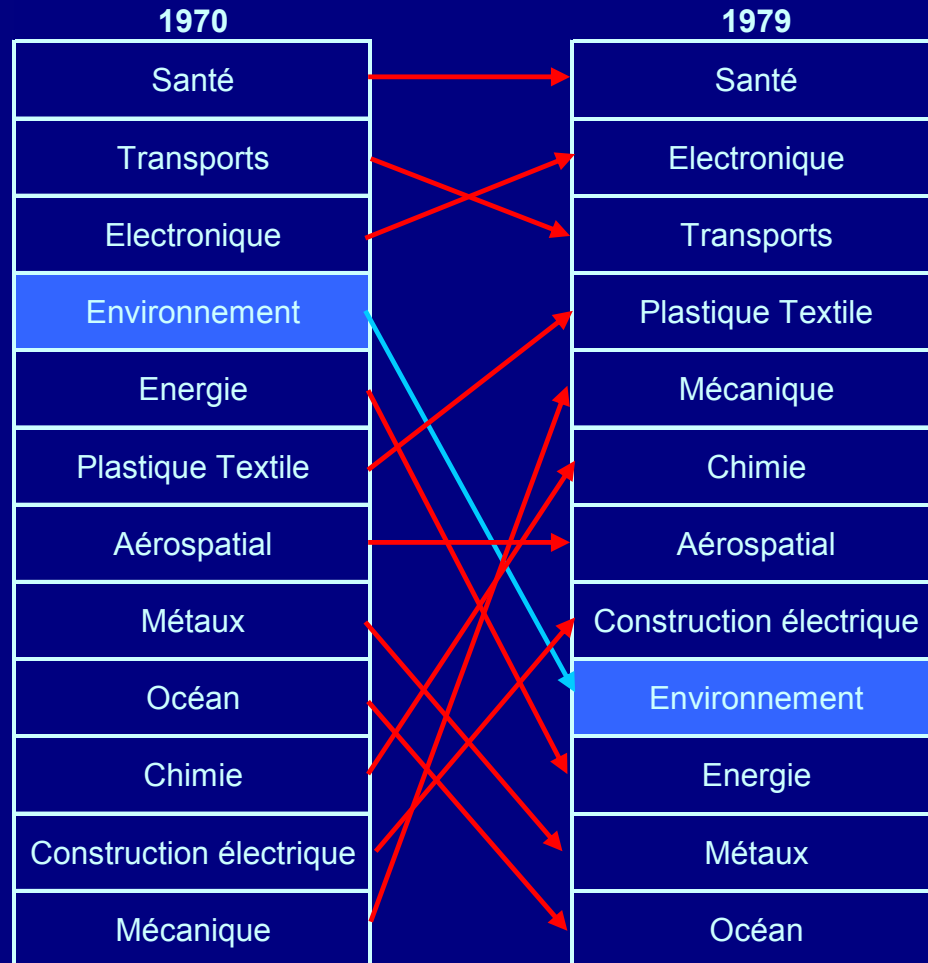 1970
Santé
Transports
Electronique
Environnement
Energie
Plastique Textile
Aérospatial
Métaux
Océan
Chimie
Construction électrique
Mécanique
1979
Santé
Electronique
Transports
Plastique Textile
Mécanique
Chimie
Aérospatial
Construction électrique
Environnement
Energie
Métaux
Océan